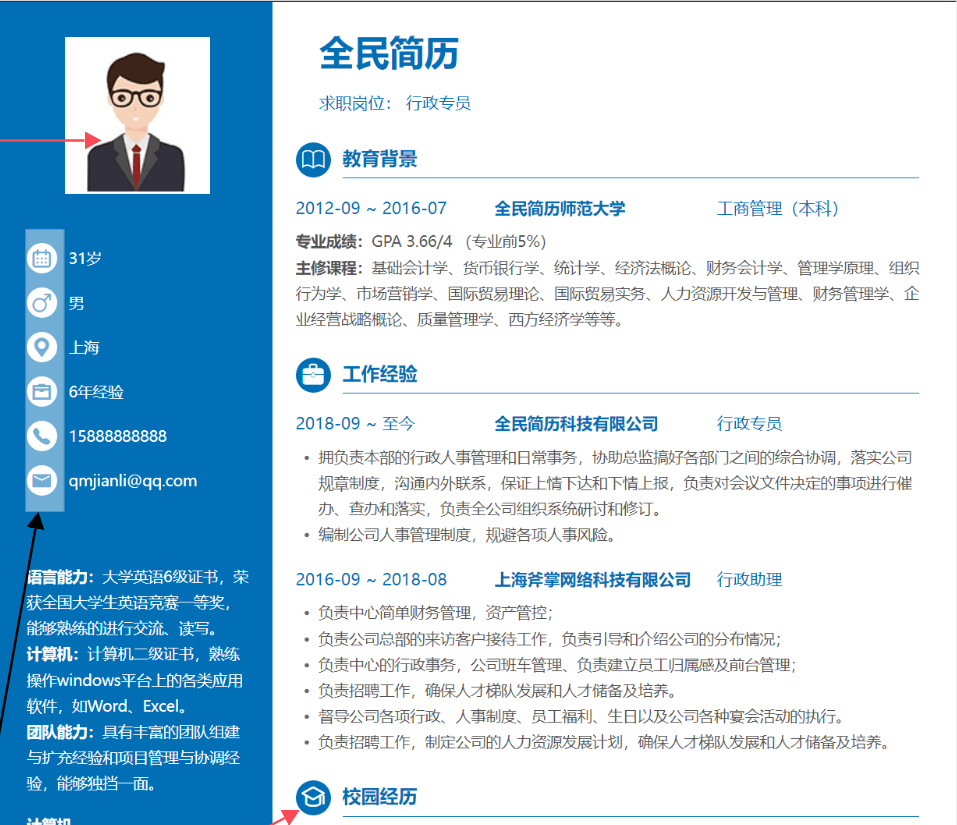 全民简历
求职岗位： 行政专员
31岁
男
上海
6年经验
15888888888
qmjianli@qq.com
语言能力：大学英语6级证书，荣
获全国大学生英语竞赛一等奖，
能够熟练的进行交流、读写。
计算机：计算机二级证书，熟练
操作windows平台上的各类应用
软件，如Word、Excel。
团队能力：具有丰富的团队组建
与扩充经验和项目管理与协调经
验，能够独挡一面。
计算机
教育背景
2012-09 ~ 2016-07 全民简历师范大学 工商管理（本科）
专业成绩：GPA 3.66/4 （专业前5%）
主修课程：基础会计学、货币银行学、统计学、经济法概论、财务会计学、管理学原理、组织
行为学、市场营销学、国际贸易理论、国际贸易实务、人力资源开发与管理、财务管理学、企
业经营战略概论、质量管理学、西方经济学等等。
工作经验
2018-09 ~ 至今 全民简历科技有限公司 行政专员
• 拥负责本部的行政人事管理和日常事务，协助总监搞好各部门之间的综合协调，落实公司
规章制度，沟通内外联系，保证上情下达和下情上报，负责对会议文件决定的事项进行催
办、查办和落实，负责全公司组织系统研讨和修订。
• 编制公司人事管理制度，规避各项人事风险。
2016-09 ~ 2018-08 上海斧掌网络科技有限公司 行政助理
• 负责中心简单财务管理，资产管控；
• 负责公司总部的来访客户接待工作，负责引导和介绍公司的分布情况；
• 负责中心的行政事务，公司班车管理、负责建立员工归属感及前台管理；
• 负责招聘工作，确保人才梯队发展和人才储备及培养。
• 督导公司各项行政、人事制度、员工福利、生日以及公司各种宴会活动的执行。
• 负责招聘工作，制定公司的人力资源发展计划，确保人才梯队发展和人才储备及培养。
校园经历